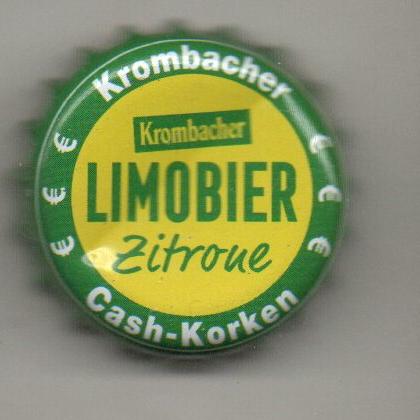 Krombacher
€ € €
€ € €
Krombacher
LIMOBIER
Zitrone
Cash-Korken